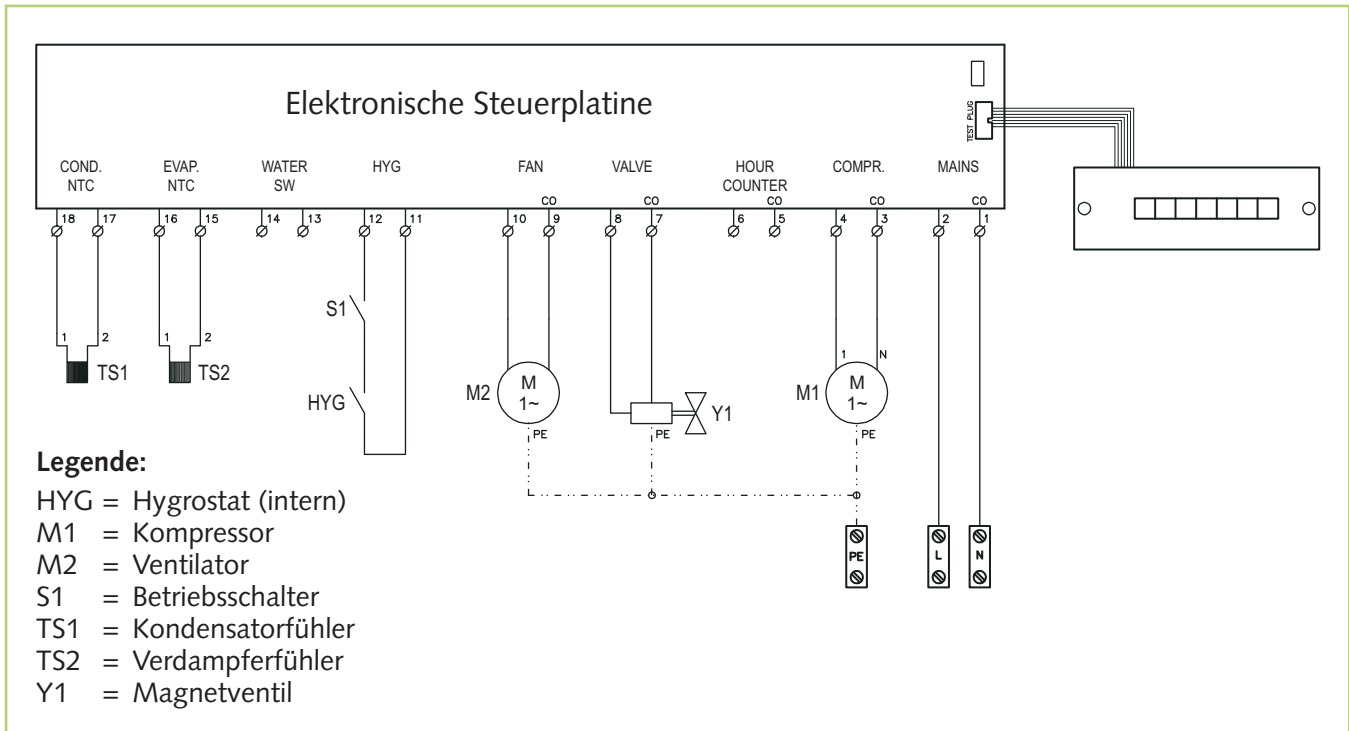 Elektronische Steuerplatine
TEST PLUG
COND. NTC
EVAP. NTC
WATER SW
HYG
FAN
VALVE
HOUR COUNTER
COMPR.
MAINS
CO CO CO CO CO
18 17 16 15 14 13 12 11 10 9 8 7 6 5 4 3 2 1
S1
HYG
1 2 TS1
1 2 TS2
M2
M 1~
PE
Y1
PE
M1
1 N
M 1~
PE
PE
L
N
Legende:
HYG = Hygrostat (intern)
M1 = Kompressor
M2 = Ventilator
S1 = Betriebsschalter
TS1 = Kondensatorfühler
TS2 = Verdampferfühler
Y1 = Magnetventil